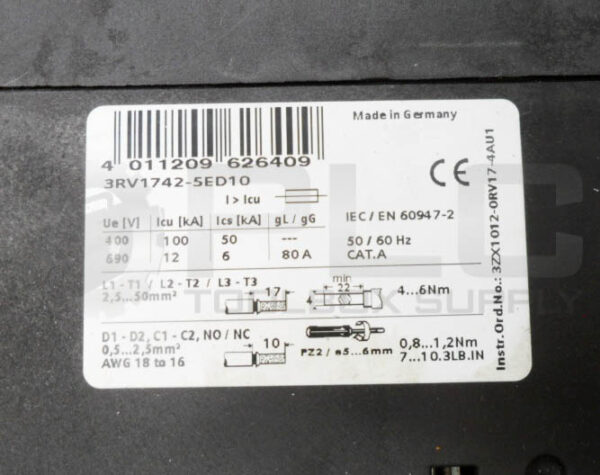 Made in Germany
4 011209 626409
3RV1742-5ED10
CE
I > Icu
Ue [V] Icu [kA] Ics [kA] gL / gG
IEC / EN 60947-2
400 100 50 ---
50 / 60 Hz
690 12 6 80 A
CAT.A
L1 - T1 / L2 - T2 / L3 - T3
2,5...50mm²
17
min
22
4...6Nm
D1 - D2, C1 - C2, NO / NC
0,5...2,5mm²
AWG 18 to 16
10
PZ2 / ø5...6mm
0,8...1,2Nm
7...10.3LB.IN
Instr.Ord.No.: 3ZX1012-0RV17-4AU1
PLC